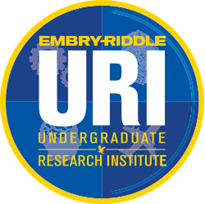 EMBRY-RIDDLE
URI
UNDERGRADUATE
RESEARCH INSTITUTE